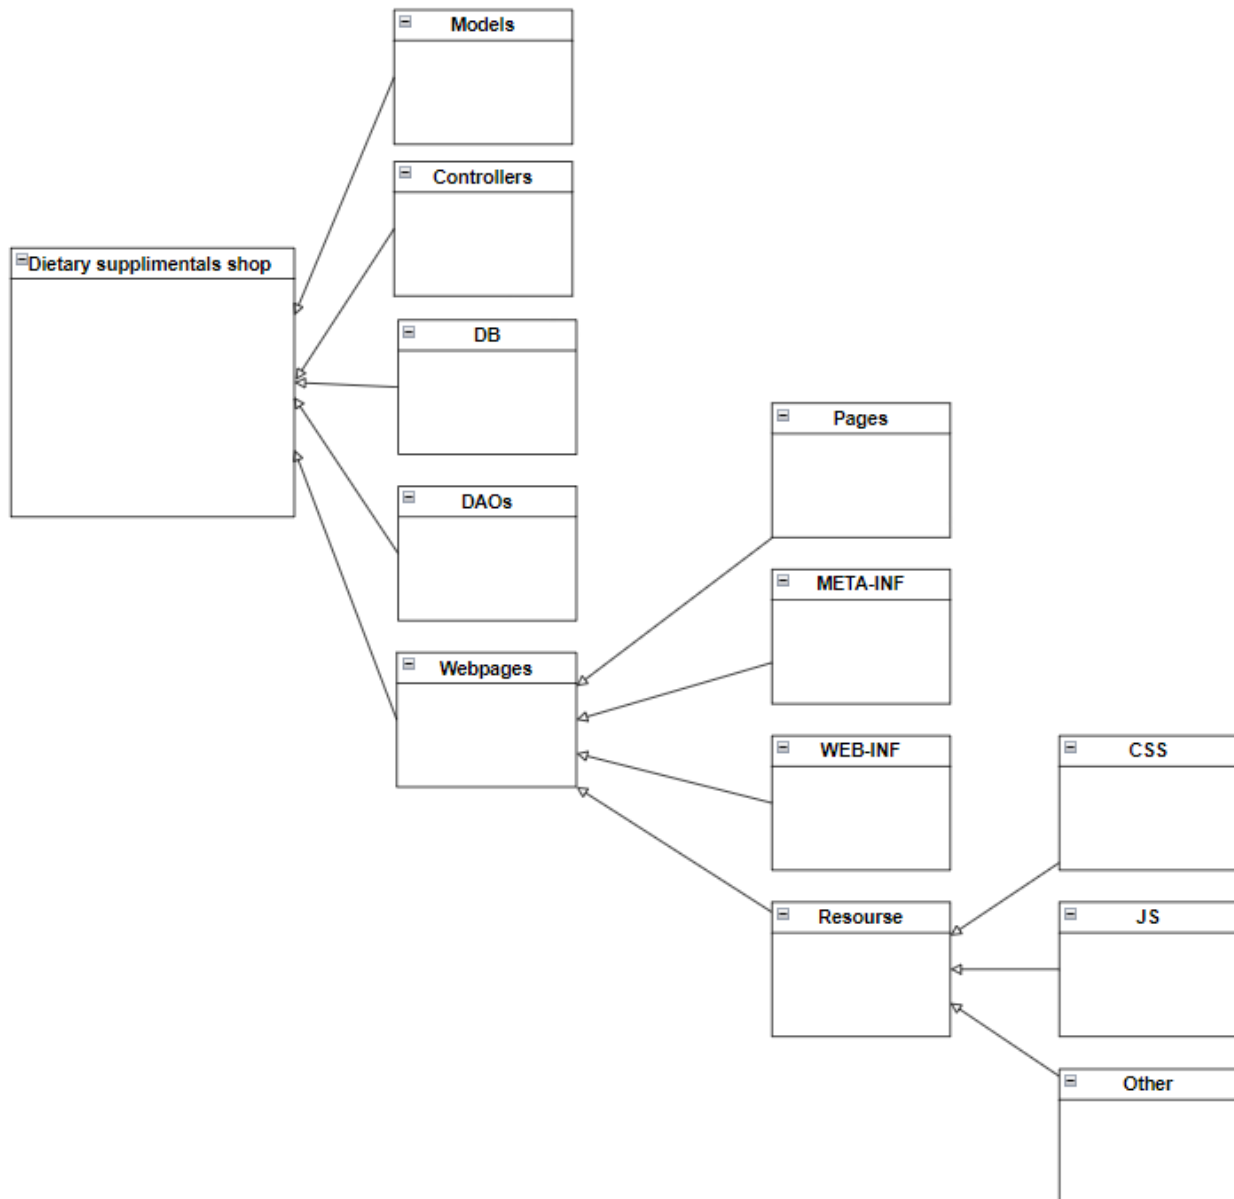 Models
Controllers
Dietary supplimentals shop
DB
Pages
DAOs
META-INF
Webpages
WEB-INF
CSS
Resourse
JS
Other